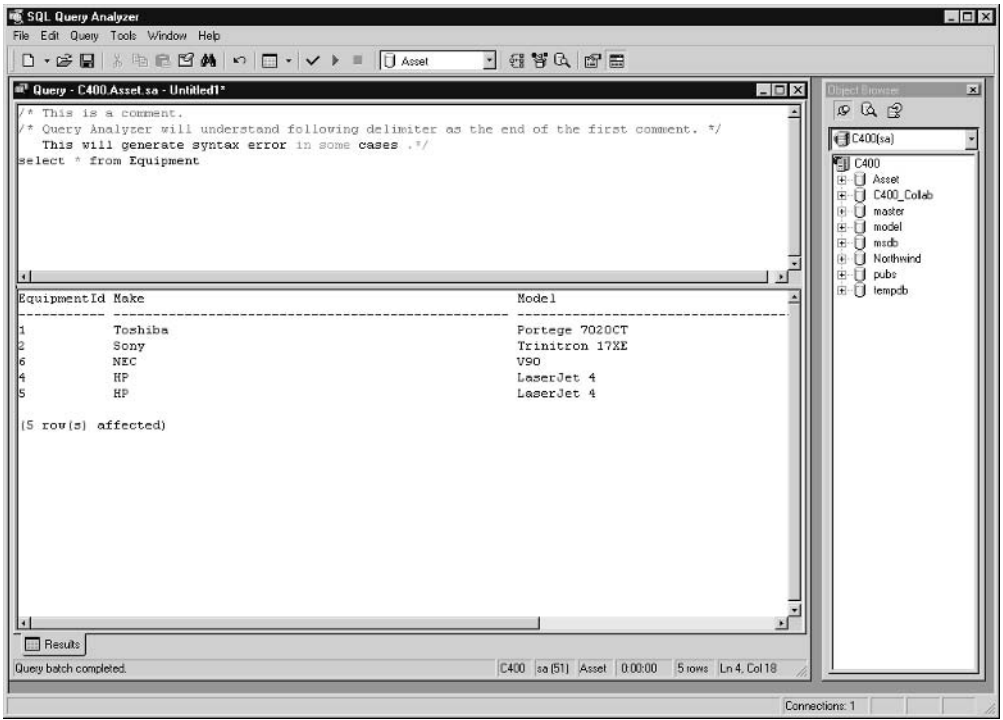 SQL Query Analyzer
File Edit Query Tools Window Help
Asset
Query - C400.Asset.sa - Untitled1*
/* This is a comment.
/* Query Analyzer will understand following delimiter as the end of the first comment. */
This will generate syntax error in some cases .*/
select * from Equipment
EquipmentId Make Model
----------- -------------------------------------------------- -----------------------------------
1 Toshiba Portege 7020CT
2 Sony Trinitron 17XE
6 NEC V90
4 HP LaserJet 4
5 HP LaserJet 4
(5 row(s) affected)
Results
Query batch completed. C400 sa (51) Asset 0:00:00 5 rows Ln 4, Col 18
Object Browser
C400(sa)
C400
Asset
C400_Collab
master
model
msdb
Northwind
pubs
tempdb
Connections: 1